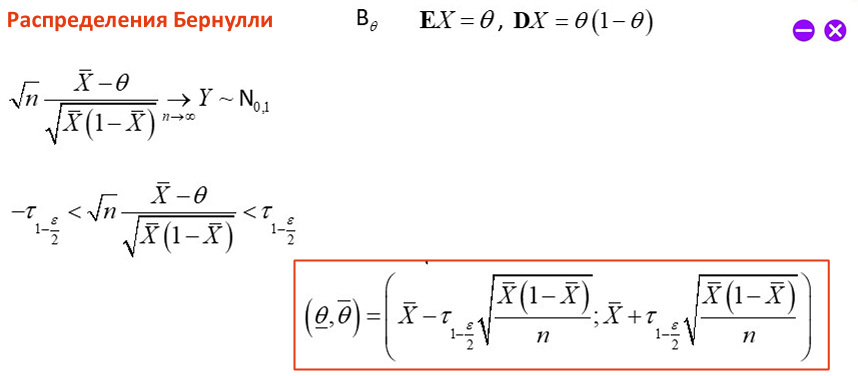 Распределения Бернулли B_θ EX = θ, DX = θ(1 − θ)
√n (X̄ − θ) / √(X̄(1 − X̄)) →_{n→∞} Y ~ N_{0,1}
−τ_{1−ε/2} < √n (X̄ − θ) / √(X̄(1 − X̄)) < τ_{1−ε/2}
(θ̲, θ̅) = ( X̄ − τ_{1−ε/2} √(X̄(1 − X̄) / n) ; X̄ + τ_{1−ε/2} √(X̄(1 − X̄) / n) )